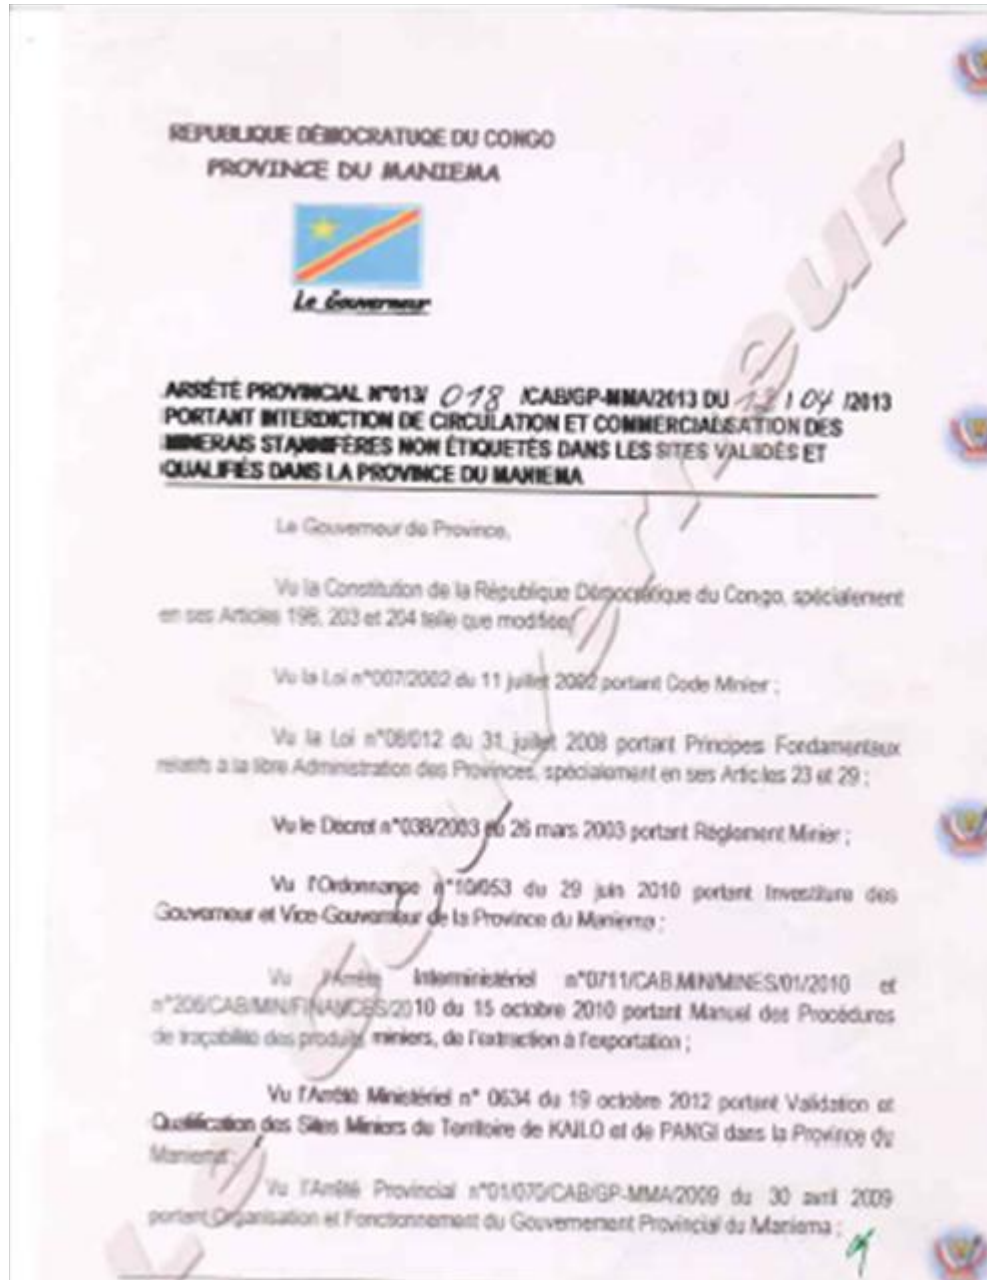 REPUBLIQUE DÉMOCRATUQE DU CONGO
PROVINCE DU MANIEMA
Le Gouverneur
ARRÊTÉ PROVINCIAL N°013/ 018 /CAB/GP-MMA/2013 DU / 04 /2013
PORTANT INTERDICTION DE CIRCULATION ET COMMERCIALISATION DES
MINERAIS STANNIFÈRES NON ÉTIQUETÉS DANS LES SITES VALIDÉS ET
QUALIFIÉS DANS LA PROVINCE DU MANIEMA
Le Gouverneur de Province,
Vu la Constitution de la République Démocratique du Congo, spécialement
en ses Articles 198, 203 et 204 telle que modifiée;
Vu la Loi n°007/2002 du 11 juillet 2002 portant Code Minier ;
Vu la Loi n°08/012 du 31 juillet 2008 portant Principes Fondamentaux
relatifs à la libre Administration des Provinces, spécialement en ses Articles 23 et 29 ;
Vu le Décret n°038/2003 du 26 mars 2003 portant Règlement Minier ;
Vu l'Ordonnance n°10/053 du 29 juin 2010 portant Investiture des
Gouverneur et Vice-Gouverneur de la Province du Maniema ;
Vu l'Arrêté Interministériel n°0711/CAB.MIN/MINES/01/2010 et
n°206/CAB/MIN/FINANCES/2010 du 15 octobre 2010 portant Manuel des Procédures
de traçabilité des produits miniers, de l'extraction à l'exportation ;
Vu l'Arrêté Ministériel n° 0634 du 19 octobre 2012 portant Validation et
Qualification des Sites Miniers du Territoire de KAILO et de PANGI dans la Province du
Maniema ;
Vu l'Arrêté Provincial n°01/070/CAB/GP-MMA/2009 du 30 avril 2009
portant Organisation et Fonctionnement du Gouvernement Provincial du Maniema ;
Le Gouverneur